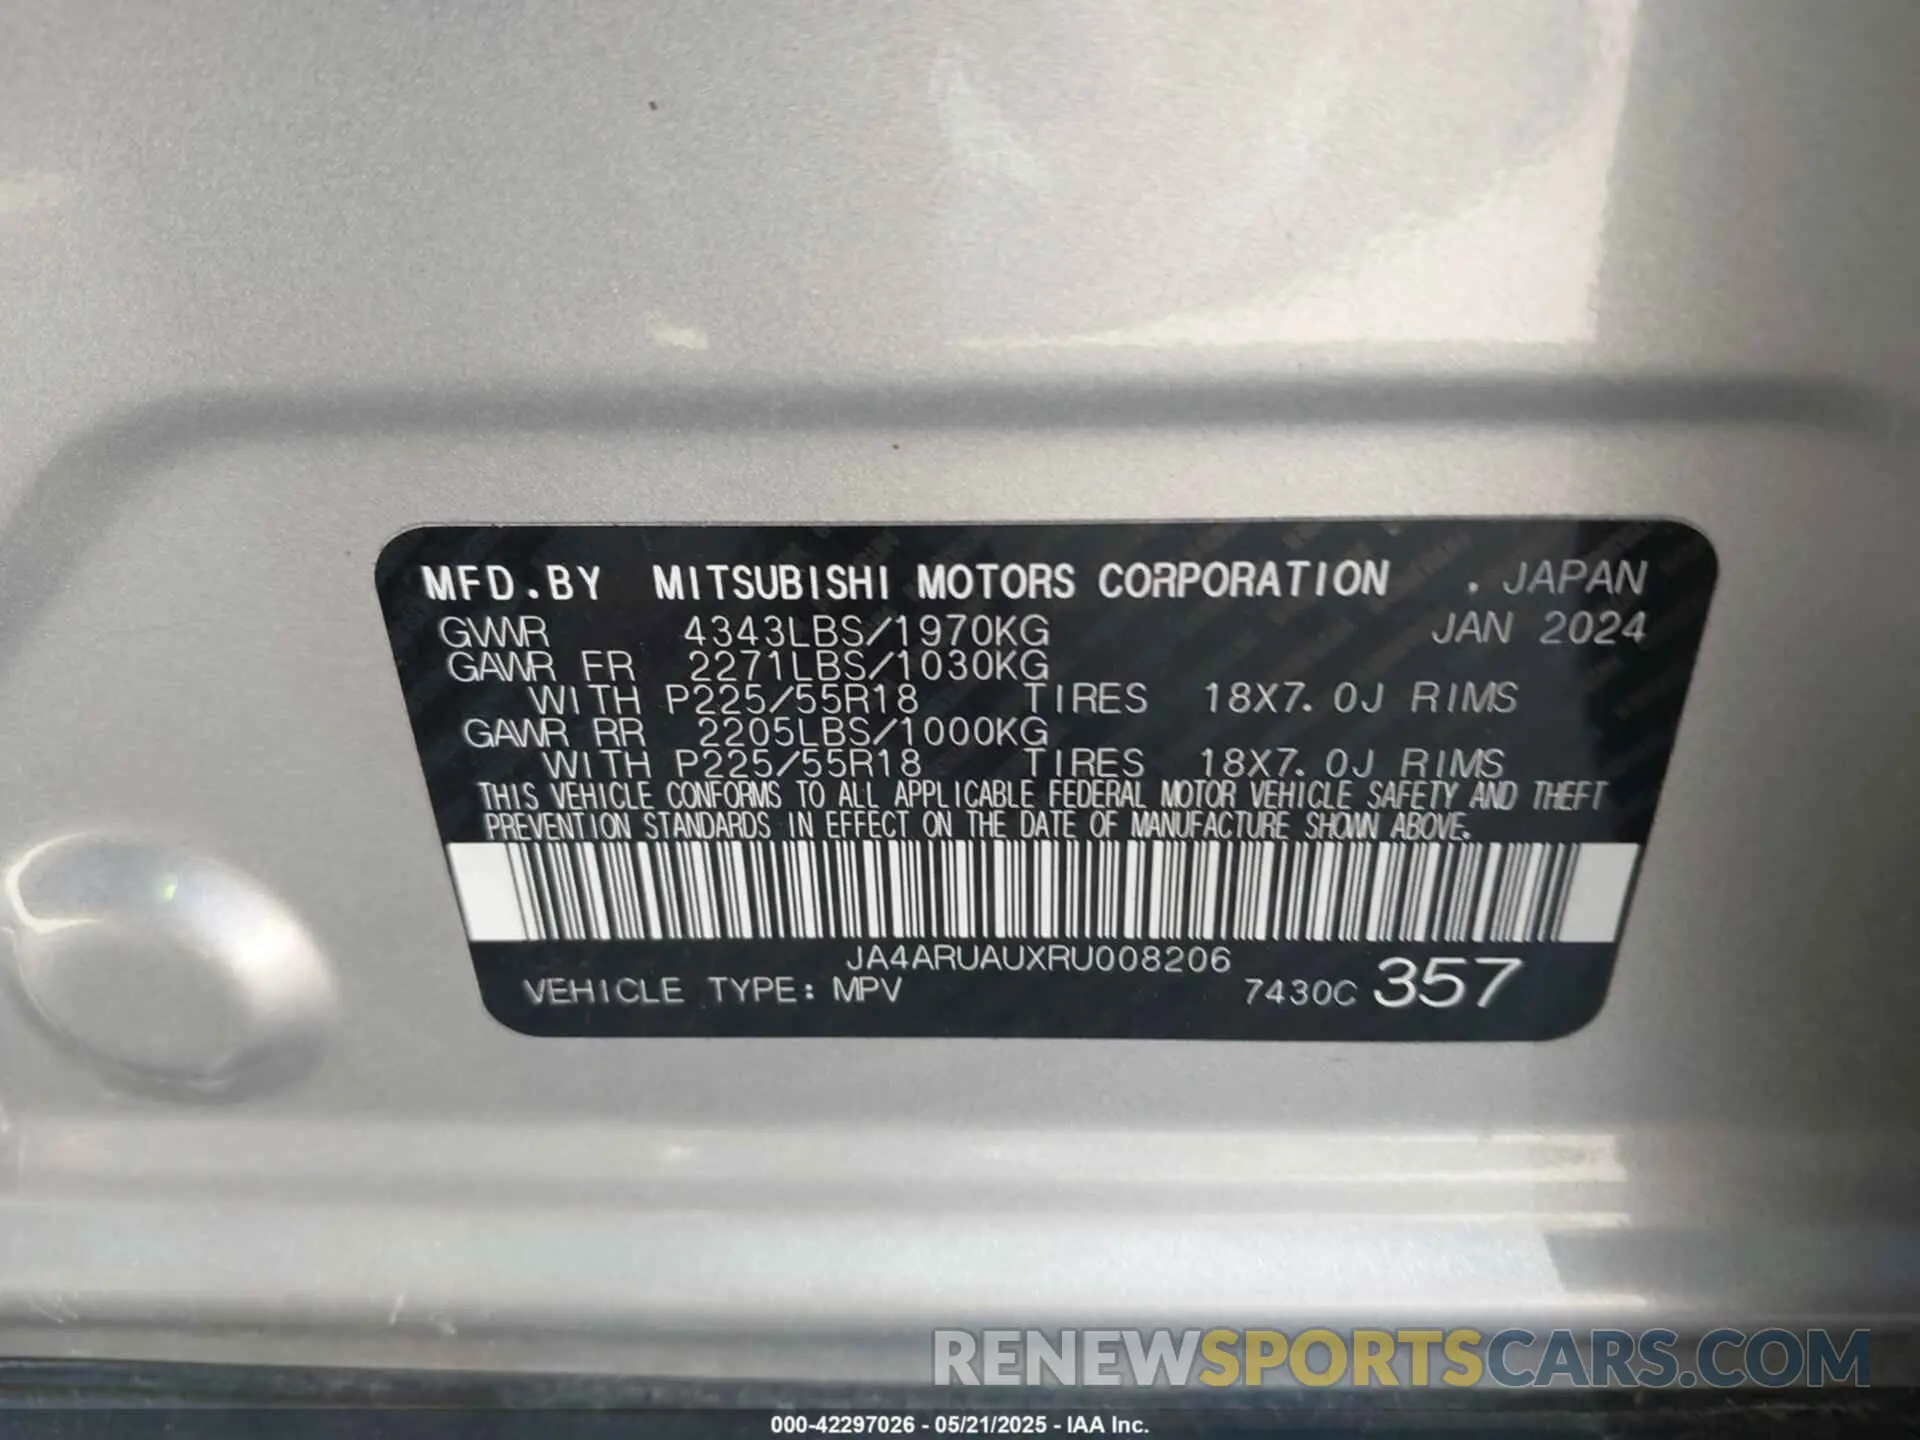 MFD.BY MITSUBISHI MOTORS CORPORATION . JAPAN
GVWR 4343LBS/1970KG JAN 2024
GAWR FR 2271LBS/1030KG
WITH P225/55R18 TIRES 18X7.0J RIMS
GAWR RR 2205LBS/1000KG
WITH P225/55R18 TIRES 18X7.0J RIMS
THIS VEHICLE CONFORMS TO ALL APPLICABLE FEDERAL MOTOR VEHICLE SAFETY AND THEFT
PREVENTION STANDARDS IN EFFECT ON THE DATE OF MANUFACTURE SHOWN ABOVE.
JA4ARUAUXRU008206
VEHICLE TYPE: MPV 7430C 357
RENEWSPORTSCARS.COM
000-42297026 - 05/21/2025 - IAA Inc.